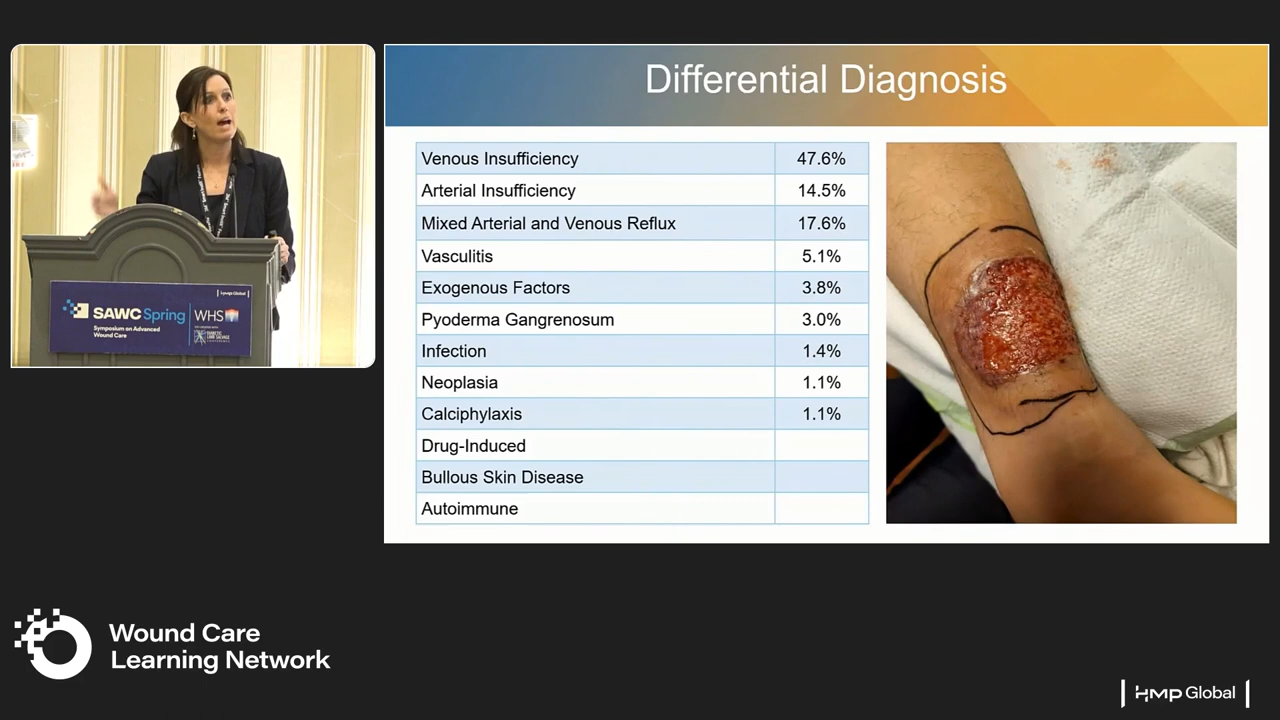 Differential Diagnosis
Venous Insufficiency 47.6%
Arterial Insufficiency 14.5%
Mixed Arterial and Venous Reflux 17.6%
Vasculitis 5.1%
Exogenous Factors 3.8%
Pyoderma Gangrenosum 3.0%
Infection 1.4%
Neoplasia 1.1%
Calciphylaxis 1.1%
Drug-Induced
Bullous Skin Disease
Autoimmune
SAWC Spring
Symposium on Advanced
Wound Care
WHS
Wound Care
Learning Network
HMP Global